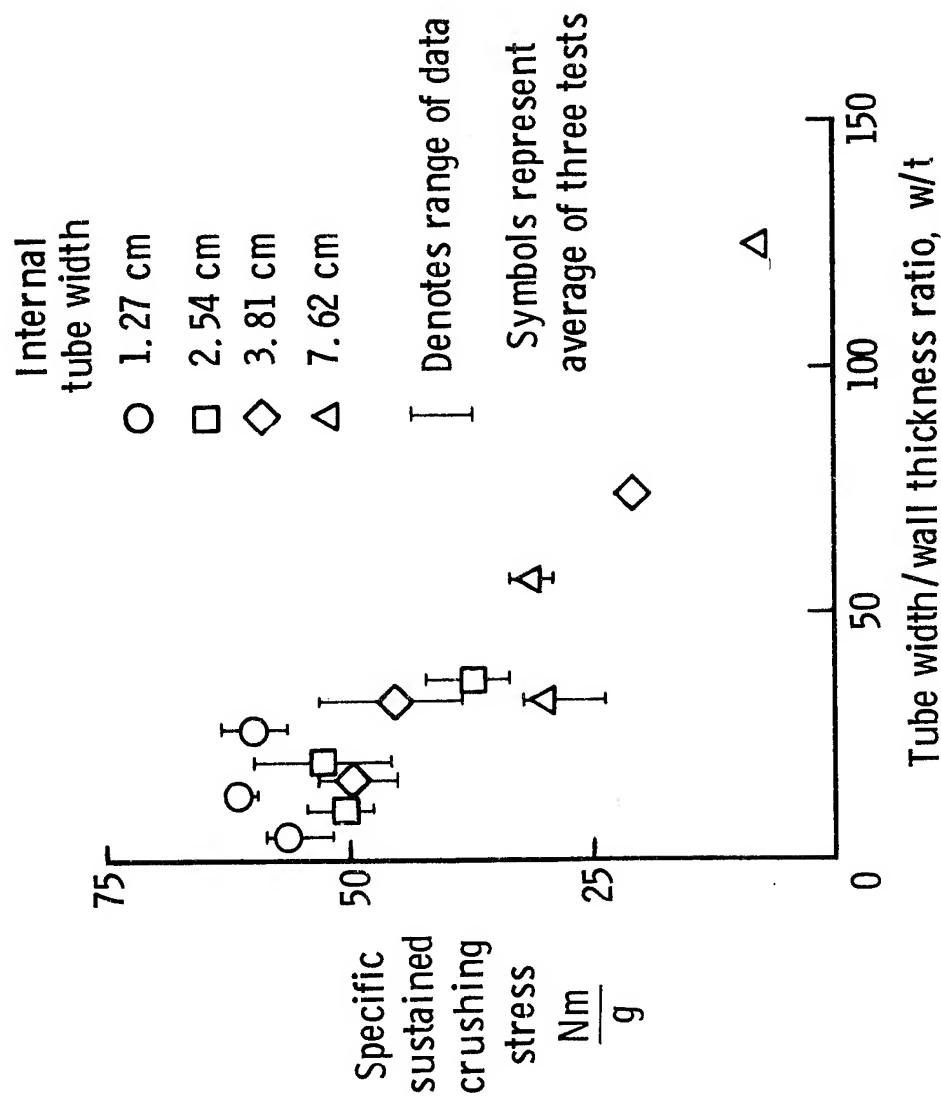 Internal
tube width
1.27 cm
2.54 cm
3.81 cm
7.62 cm
Denotes range of data
Symbols represent
average of three tests
75
50
25
0
50
100
150
Specific
sustained
crushing
stress
Nm
g
Tube width/wall thickness ratio, w/t